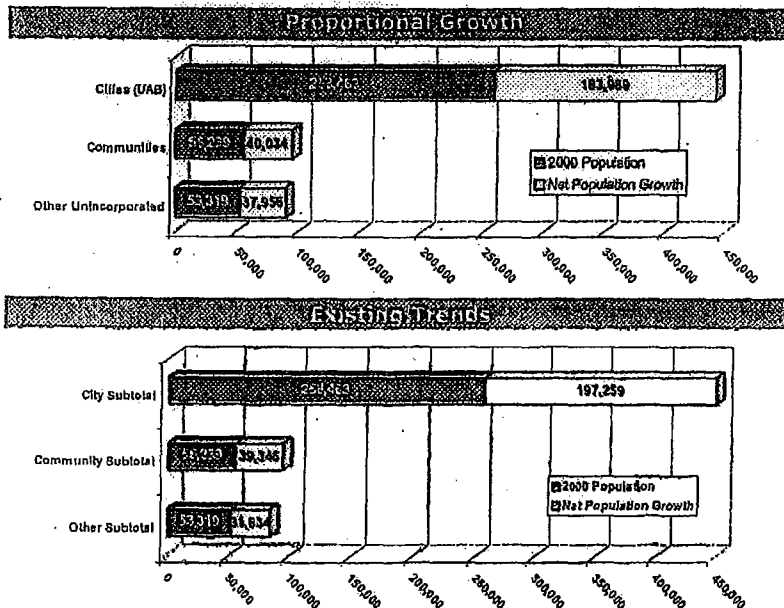 Proportional Growth
Cities (UAB)
Communities 40,034
Other Unincorporated 53,319 37,956
2000 Population
Net Population Growth
0 50,000 100,000 150,000 200,000 250,000 300,000 350,000 400,000 450,000
Existing Trends
City Subtotal 197,259
Community Subtotal 39,345
Other Subtotal 53,319
2000 Population
Net Population Growth
0 50,000 100,000 150,000 200,000 250,000 300,000 350,000 400,000 450,000